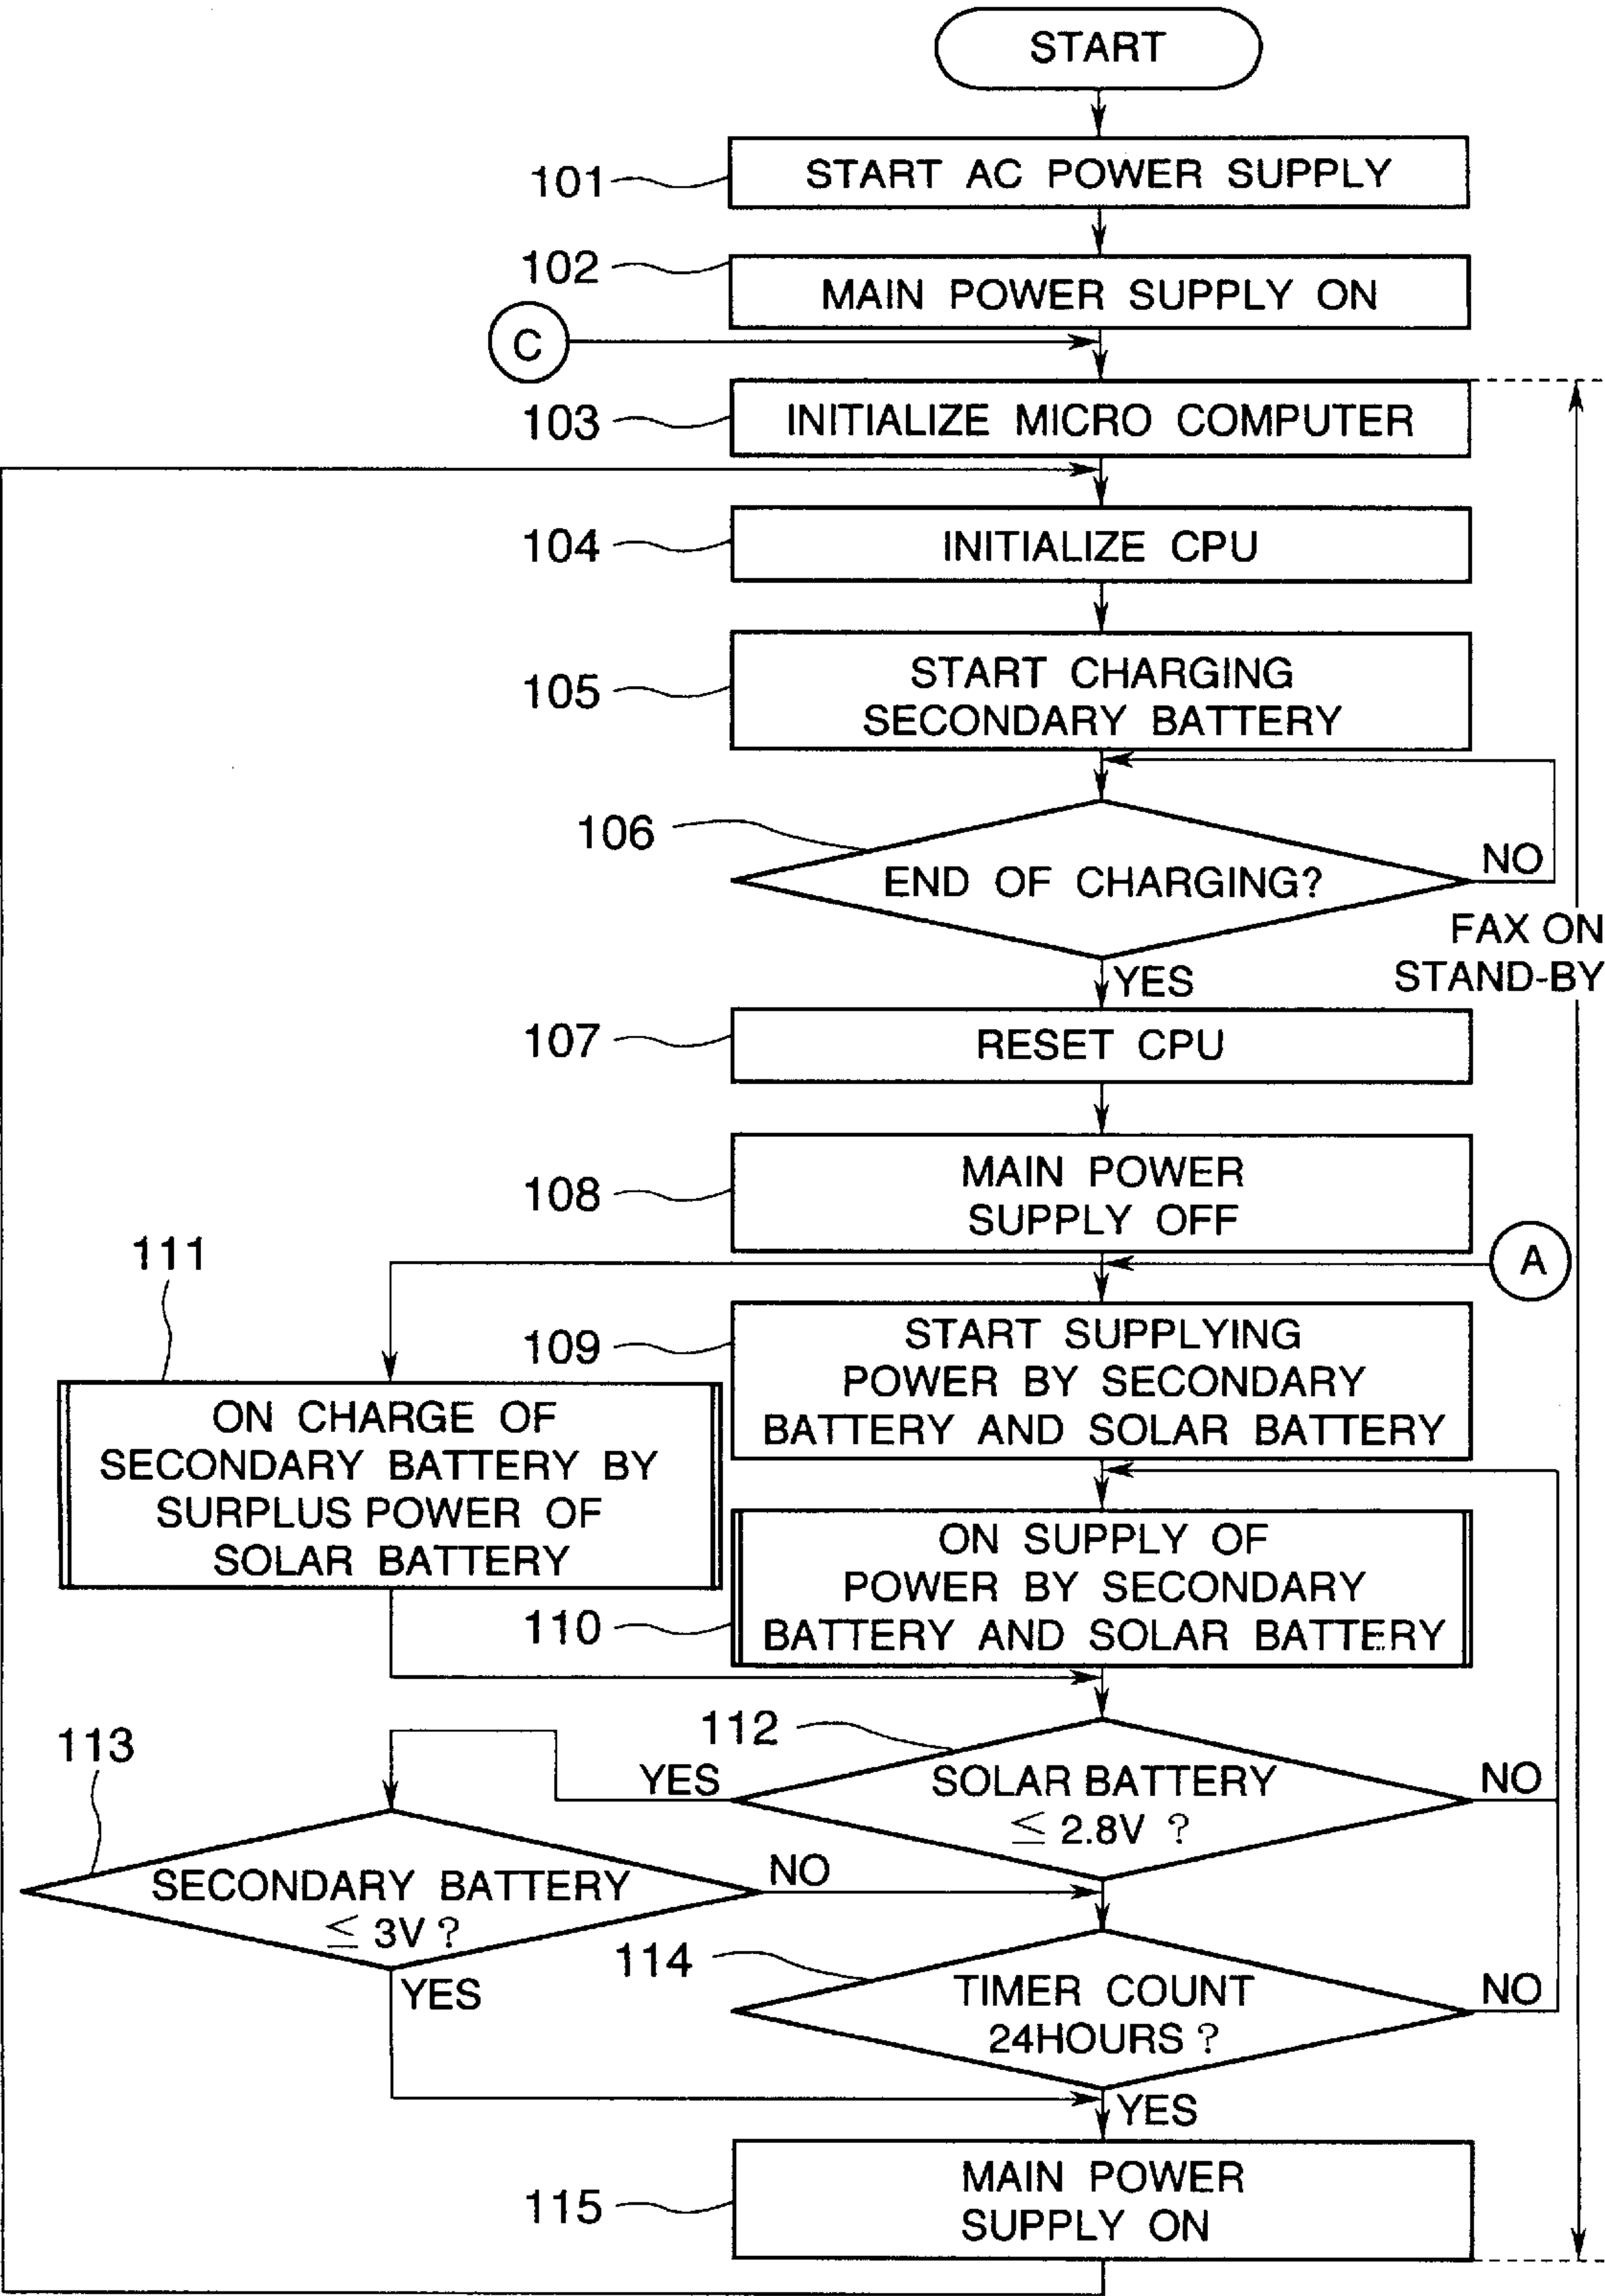 START
101
START AC POWER SUPPLY
102
MAIN POWER SUPPLY ON
C
103
INITIALIZE MICRO COMPUTER
104
INITIALIZE CPU
105
START CHARGING
SECONDARY BATTERY
106
END OF CHARGING?
NO
FAX ON
STAND-BY
YES
107
RESET CPU
108
MAIN POWER
SUPPLY OFF
A
111
ON CHARGE OF
SECONDARY BATTERY BY
SURPLUS POWER OF
SOLAR BATTERY
109
START SUPPLYING
POWER BY SECONDARY
BATTERY AND SOLAR BATTERY
110
ON SUPPLY OF
POWER BY SECONDARY
BATTERY AND SOLAR BATTERY
112
SOLAR BATTERY
≦ 2.8V ?
YES
NO
113
SECONDARY BATTERY
≦ 3V ?
NO
YES
114
TIMER COUNT
24HOURS ?
NO
YES
115
MAIN POWER
SUPPLY ON